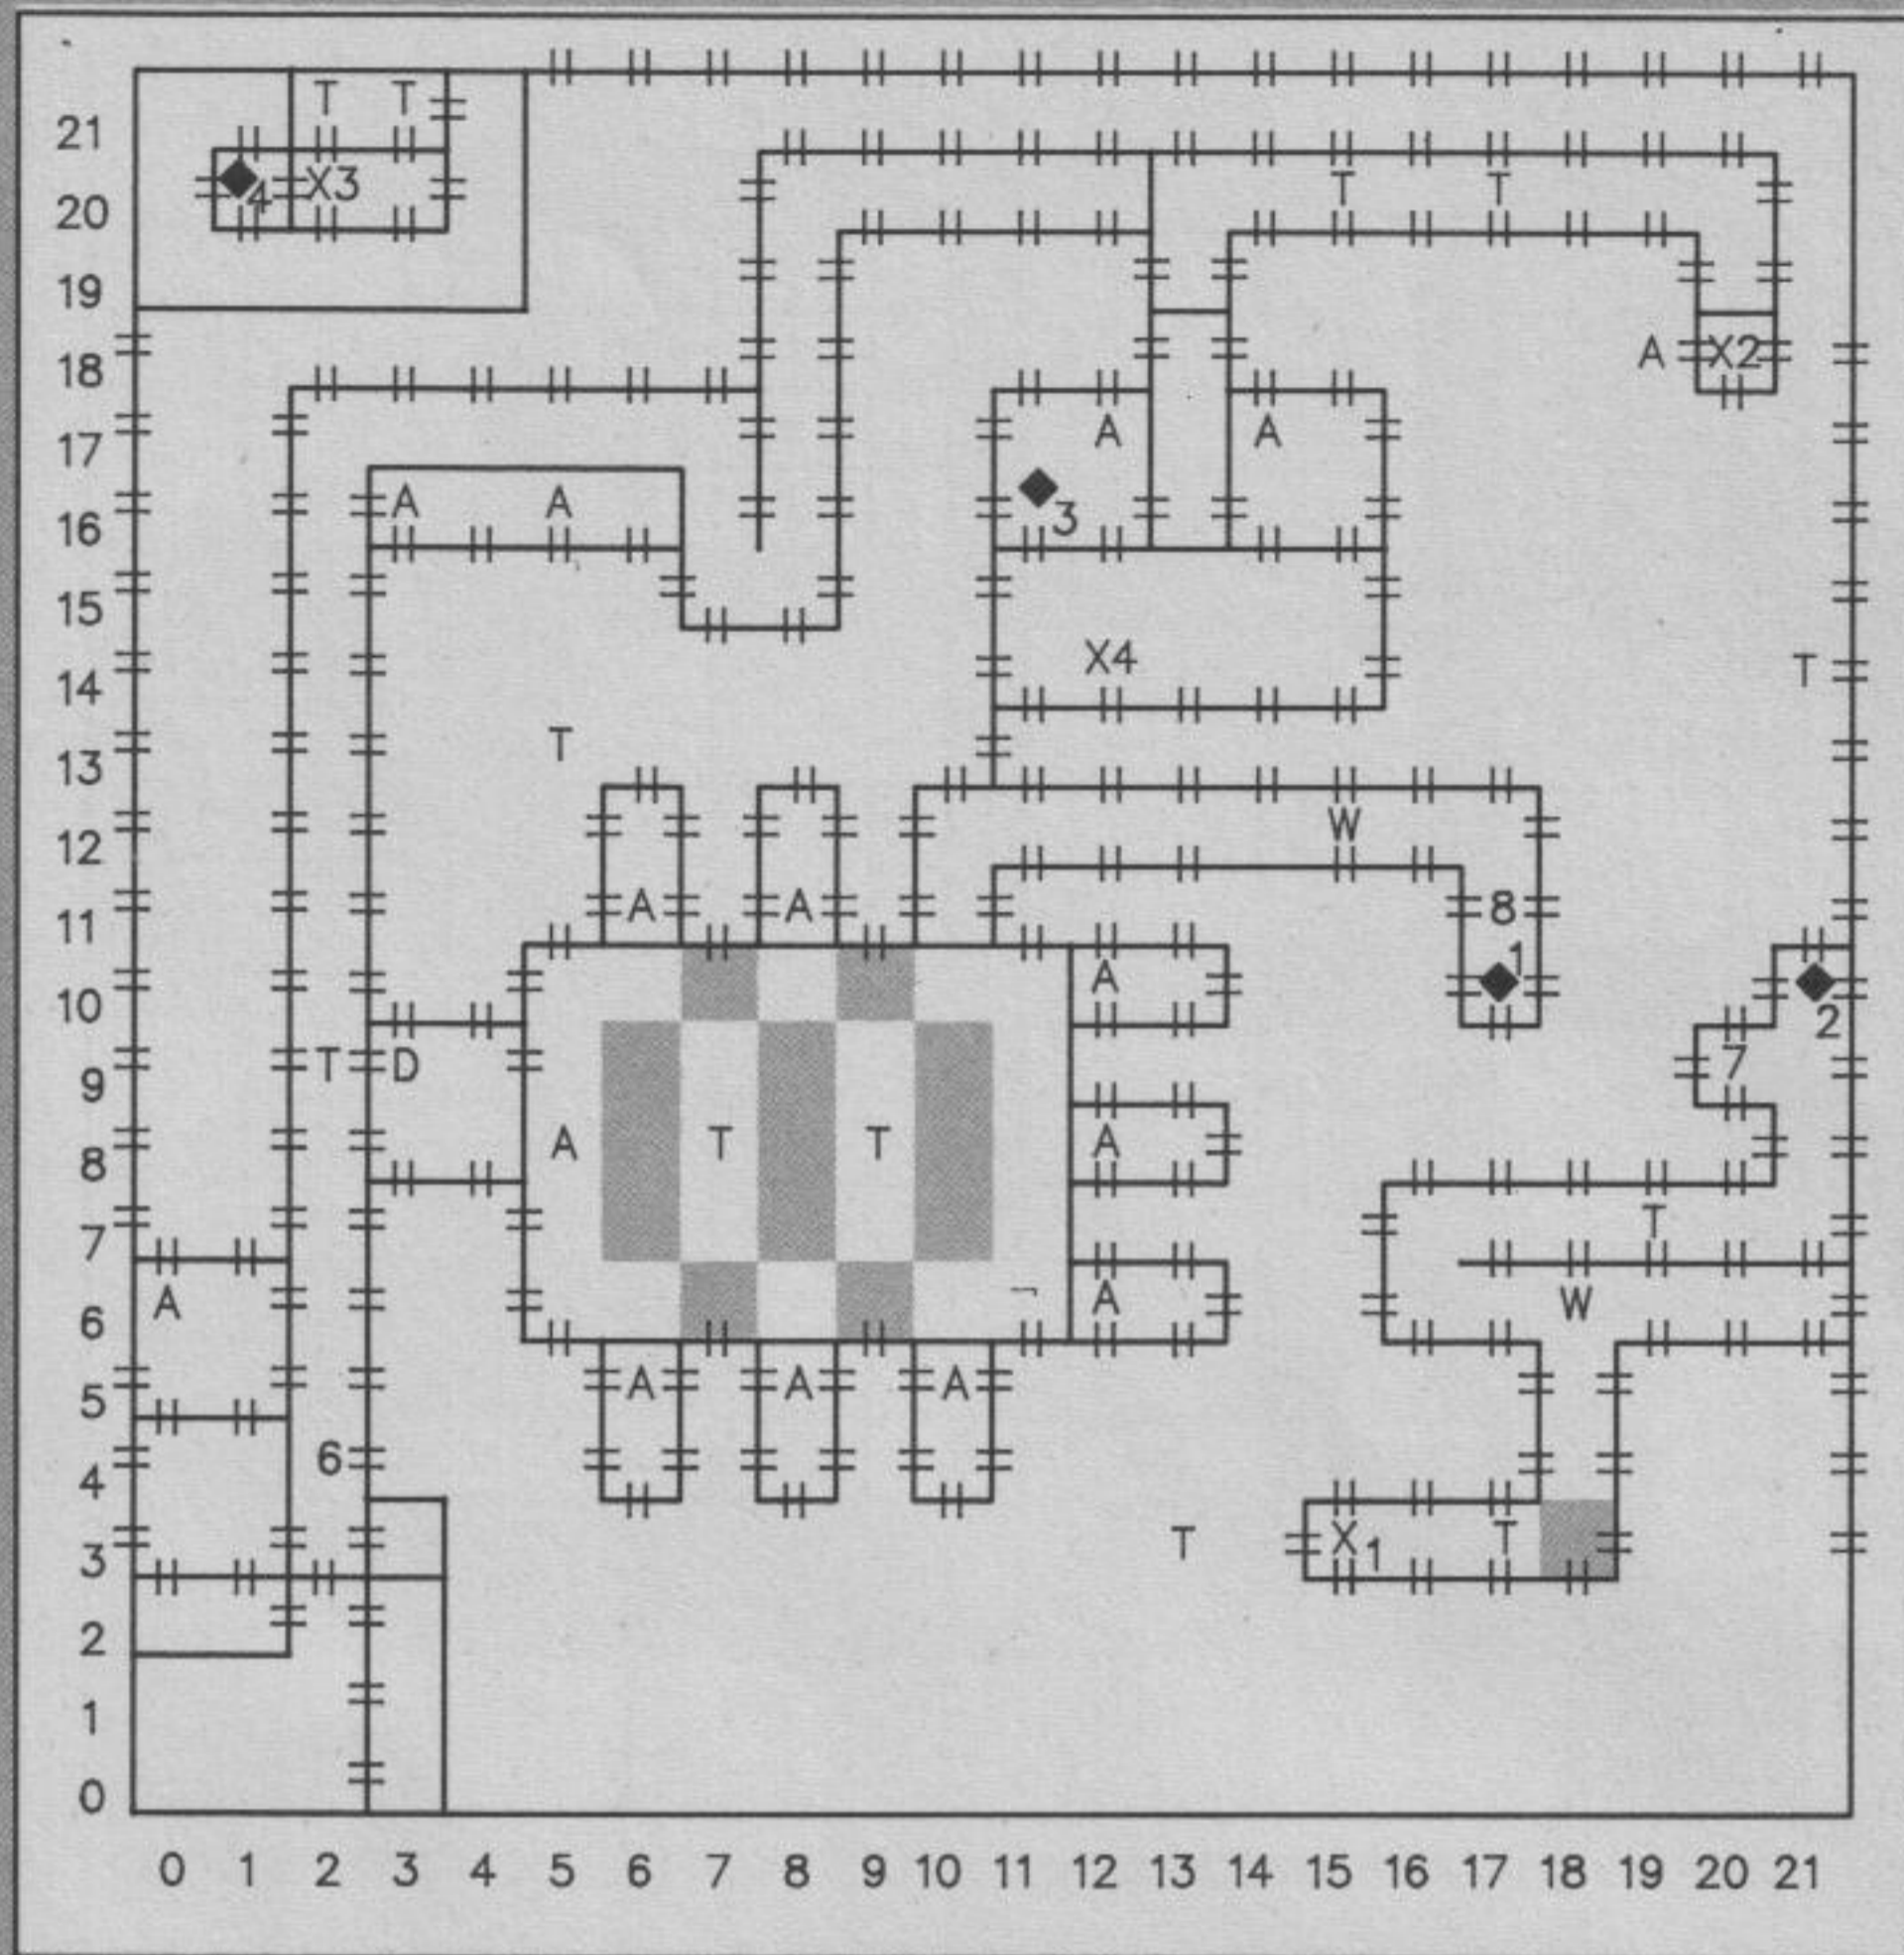 T T
21
4 X3
20 T T
19
18 A X2
17 A A
16 A A 3
15
14 X4 T
13 T
12 W
11 A A 8
1
10 A 2
9 T D 7
8 A T T A
7 T
6 A A W
5 A A A
4 6
3 T X1 T
2
1
0
0 1 2 3 4 5 6 7 8 9 10 11 12 13 14 15 16 17 18 19 20 21